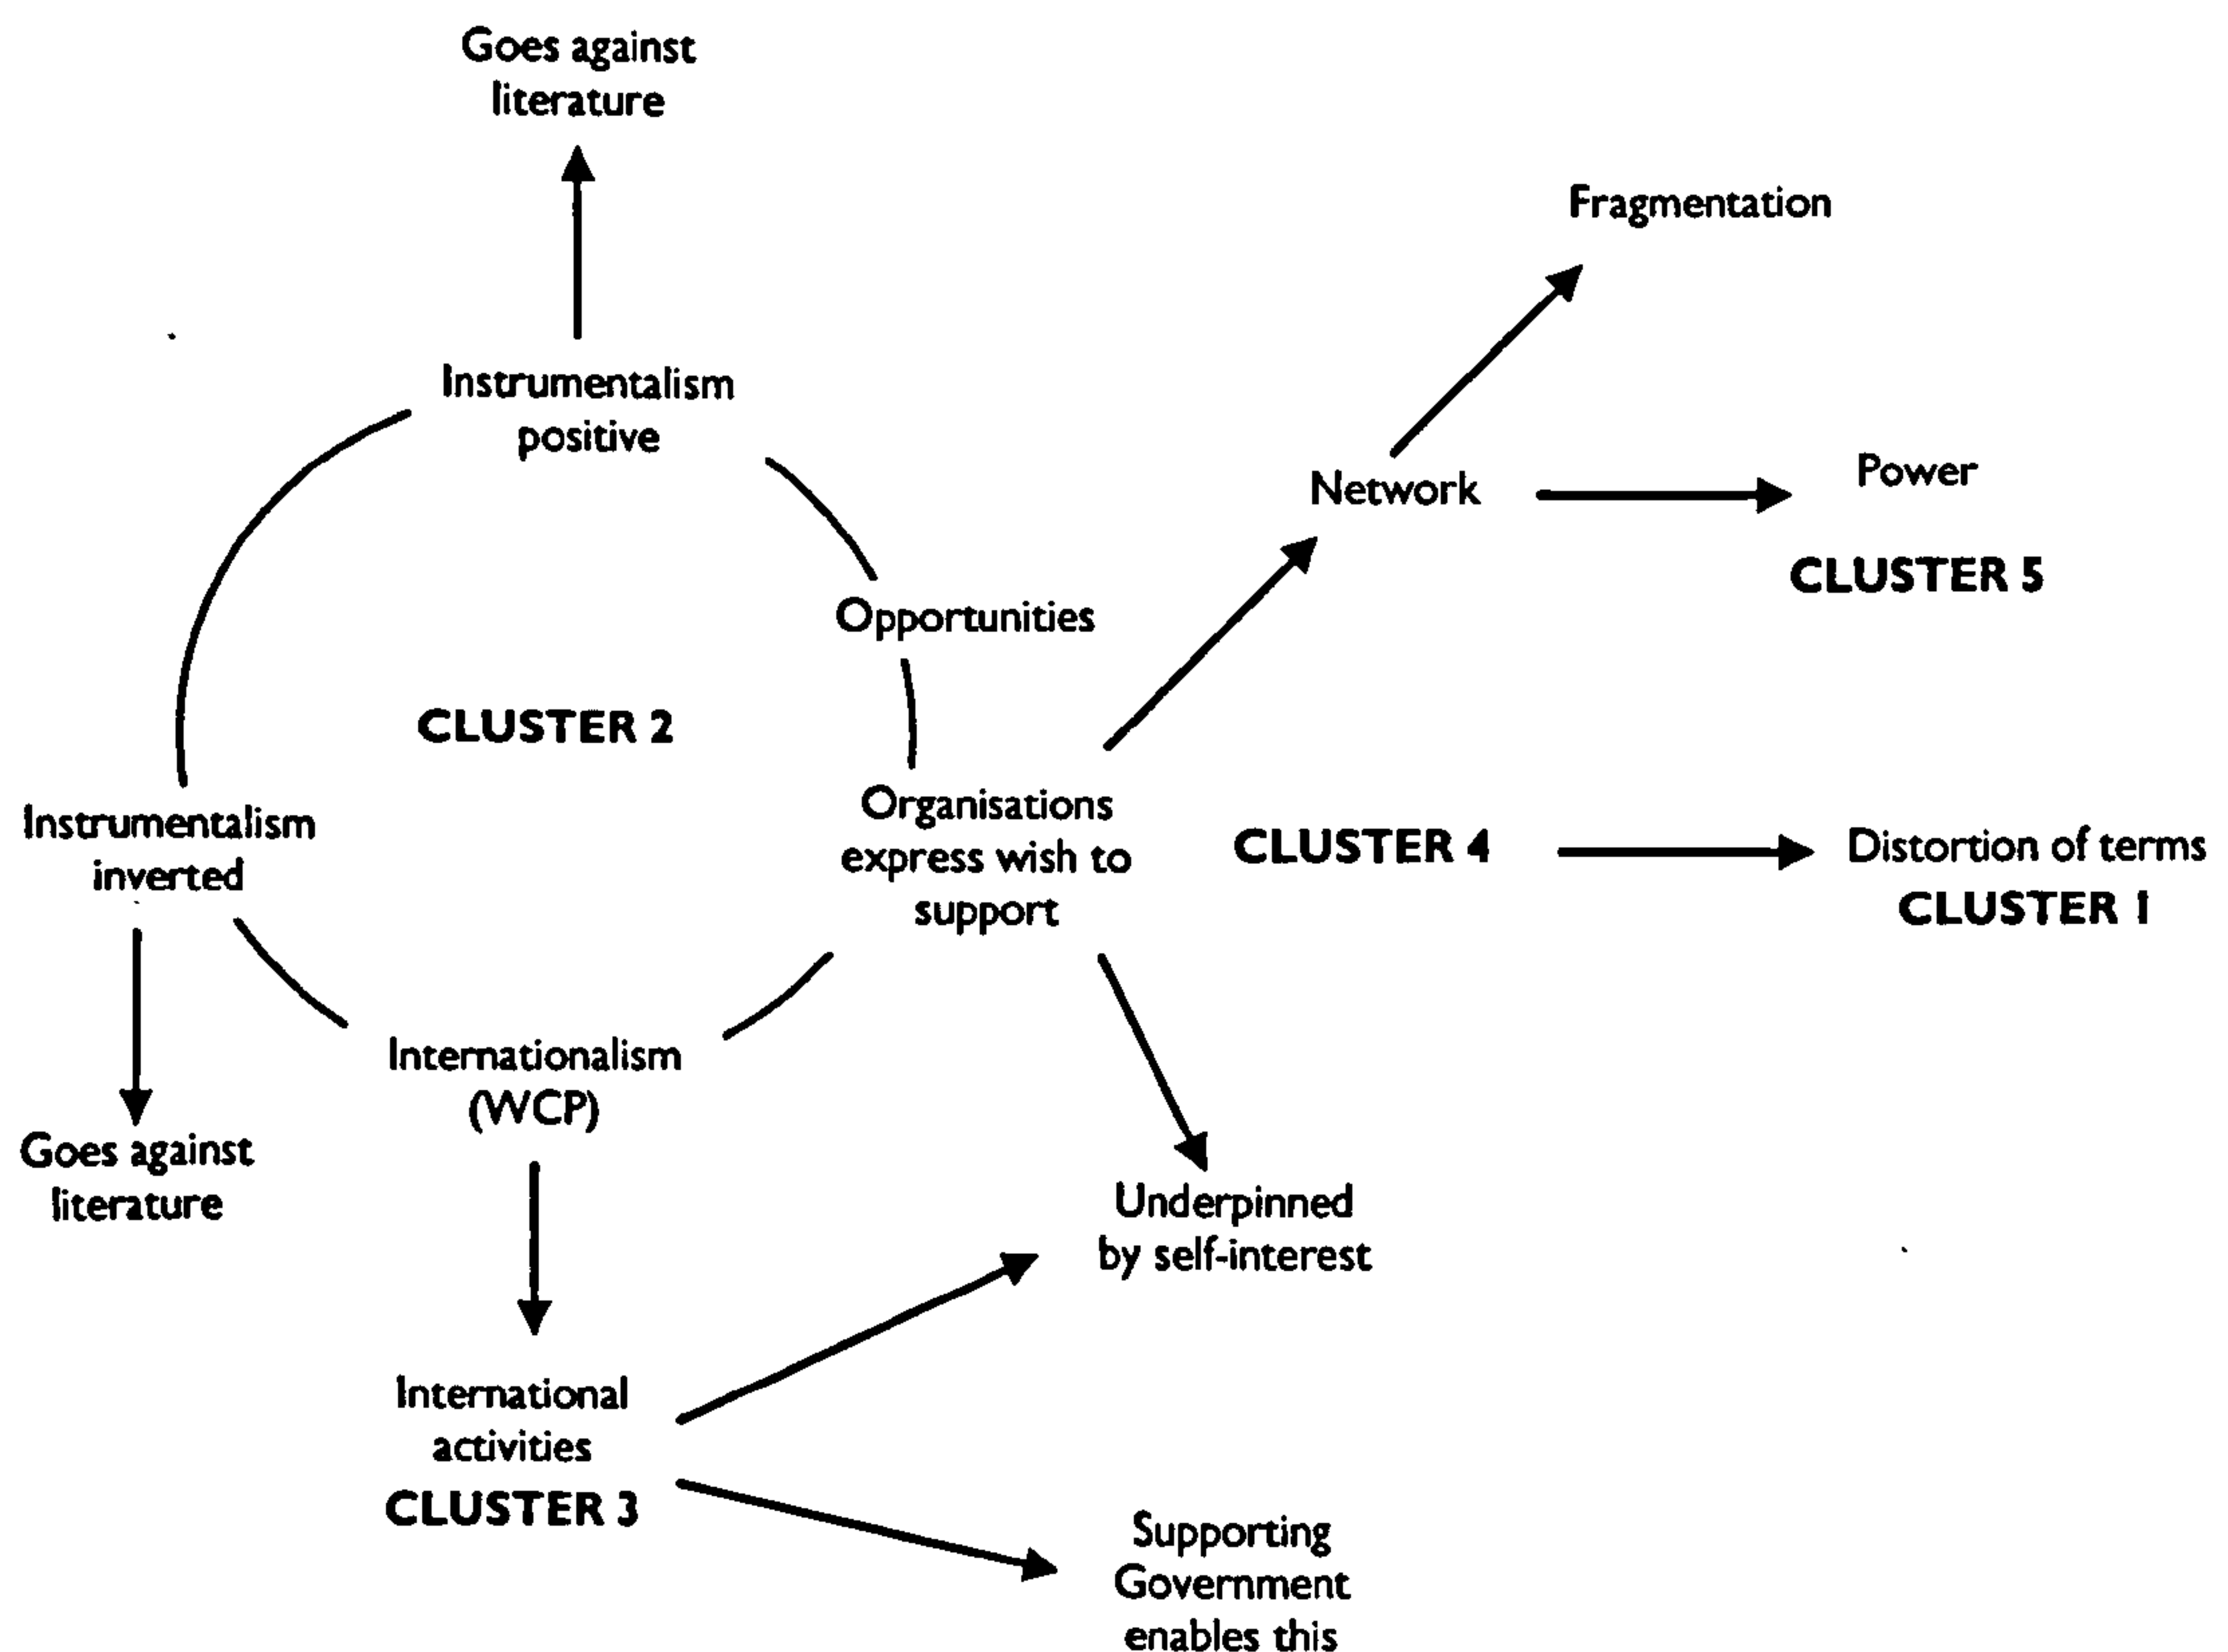 Goes against
literature
Fragmentation
Instrumentalism
positive
Network
Power
CLUSTER 5
Opportunities
CLUSTER 2
Organisations
express wish to
support
CLUSTER 4
Distortion of terms
CLUSTER 1
Instrumentalism
inverted
Internationalism
(WCP)
Goes against
literature
Underpinned
by self-interest
International
activities
CLUSTER 3
Supporting
Government
enables this